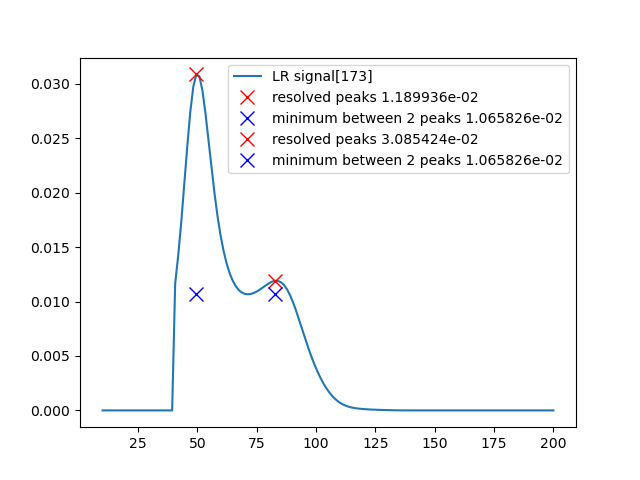 LR signal[173]
resolved peaks 1.189936e-02
minimum between 2 peaks 1.065826e-02
resolved peaks 3.085424e-02
minimum between 2 peaks 1.065826e-02
0.030
0.025
0.020
0.015
0.010
0.005
0.000
25 50 75 100 125 150 175 200